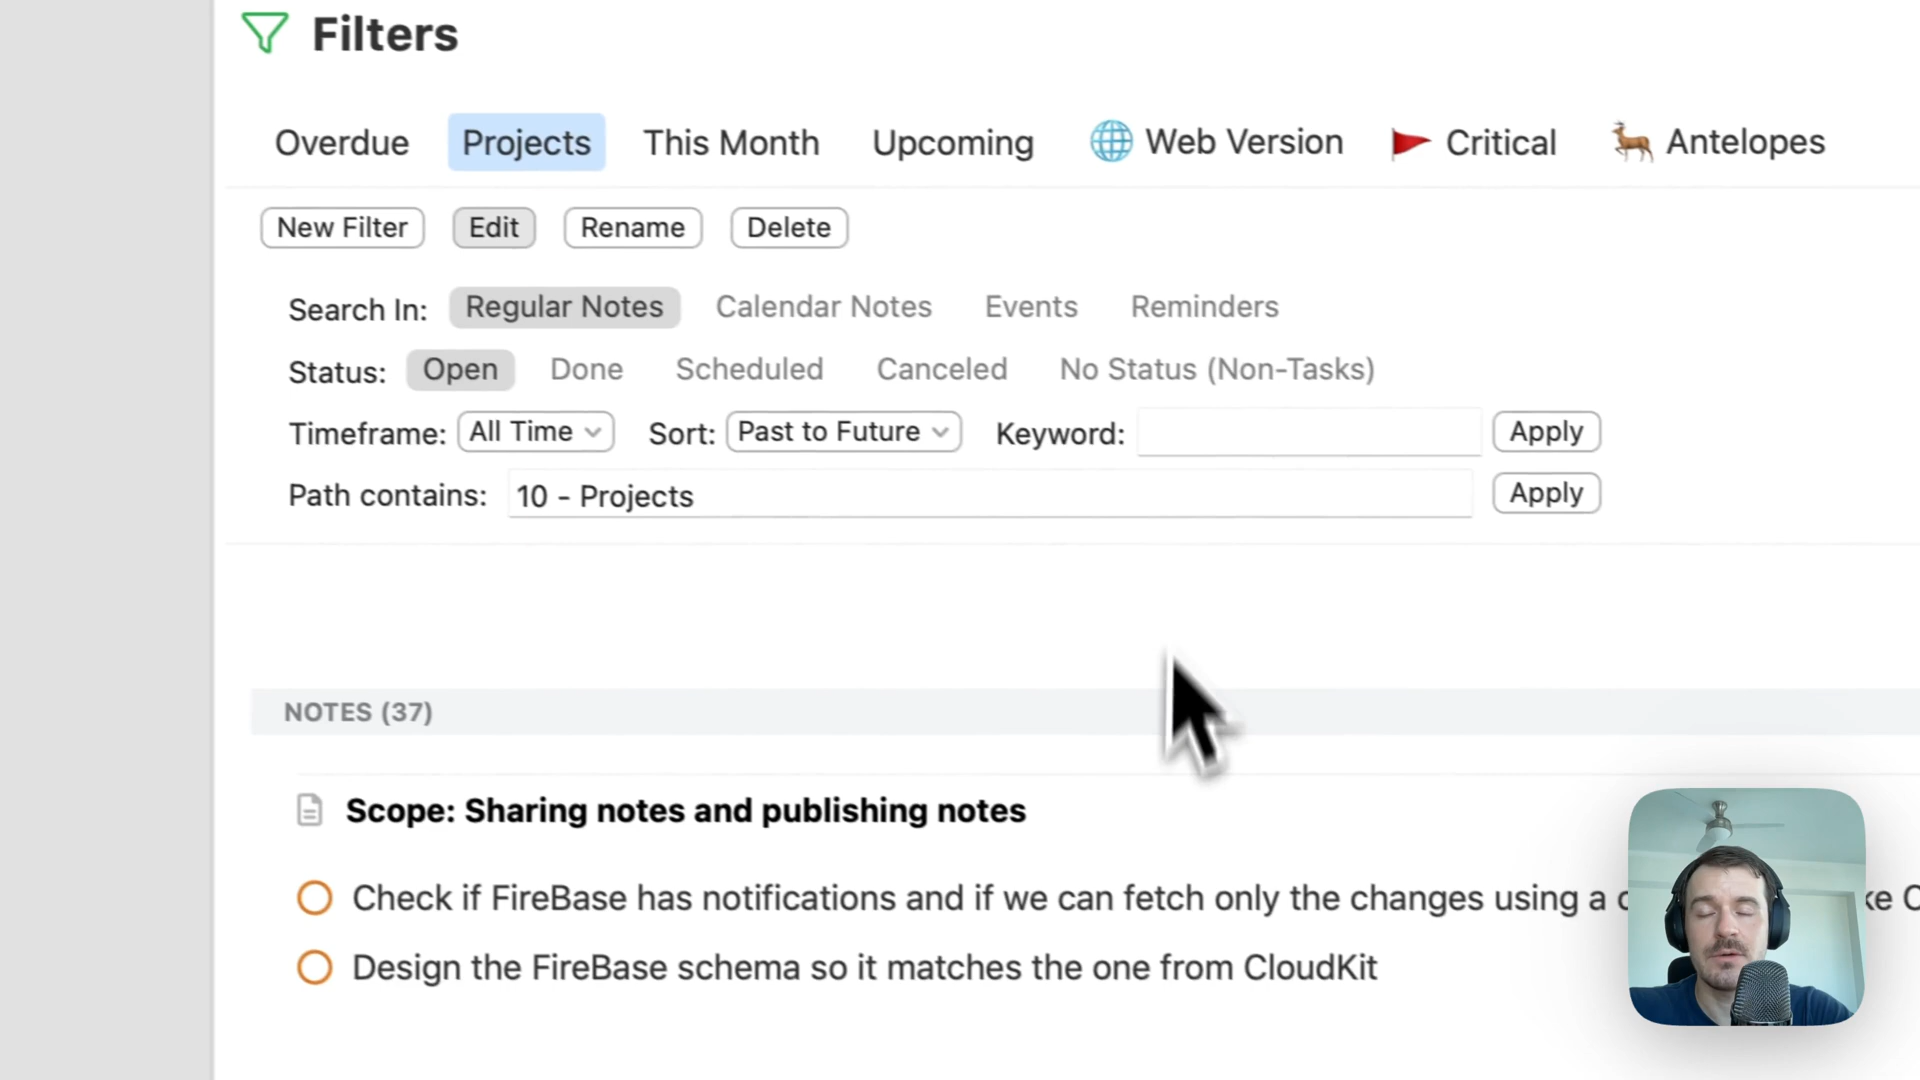 Filters
Overdue Projects This Month Upcoming Web Version Critical Antelopes
New Filter Edit Rename Delete
Search In: Regular Notes Calendar Notes Events Reminders
Status: Open Done Scheduled Canceled No Status (Non-Tasks)
Timeframe: All Time Sort: Past to Future Keyword: Apply
Path contains: 10 - Projects Apply
NOTES (37)
Scope: Sharing notes and publishing notes
Check if FireBase has notifications and if we can fetch only the changes using a
Design the FireBase schema so it matches the one from CloudKit